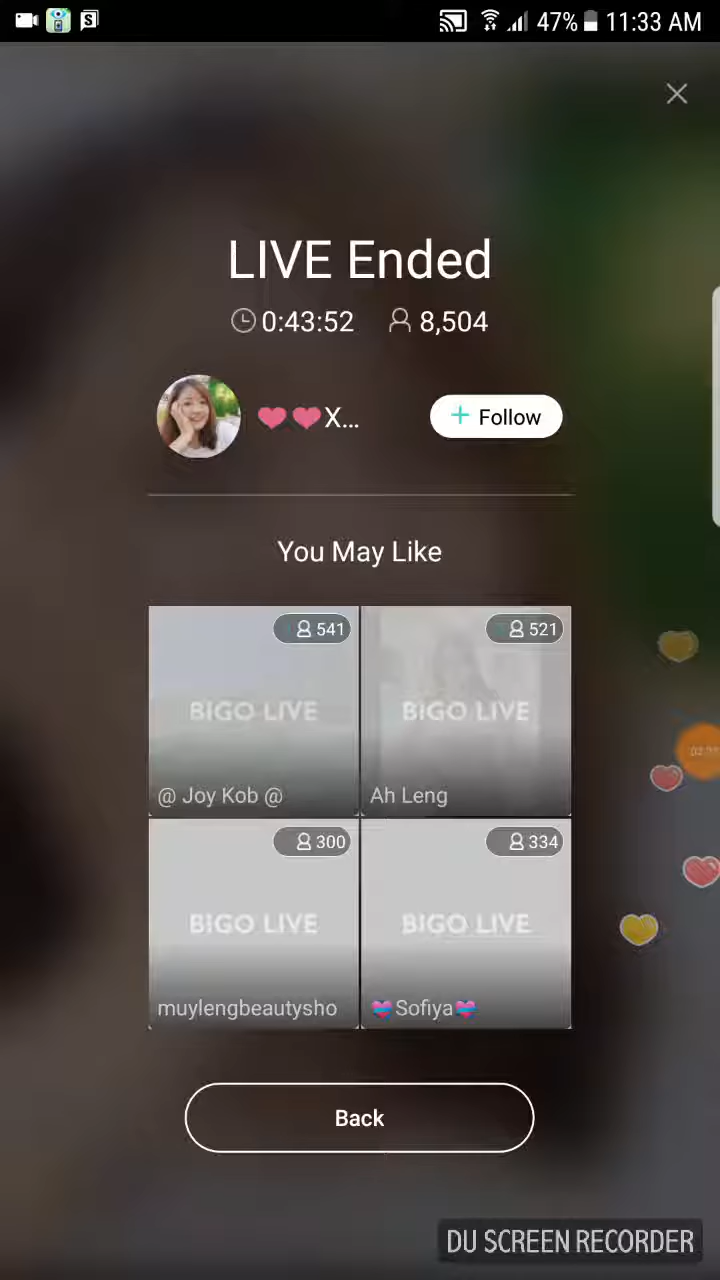 47% 11:33 AM
LIVE Ended
0:43:52 8,504
❤❤X... + Follow
You May Like
541 521
BIGO LIVE BIGO LIVE
@ Joy Kob @ Ah Leng
300 334
BIGO LIVE BIGO LIVE
muylengbeautysho 💝Sofiya💝
Back
DU SCREEN RECORDER